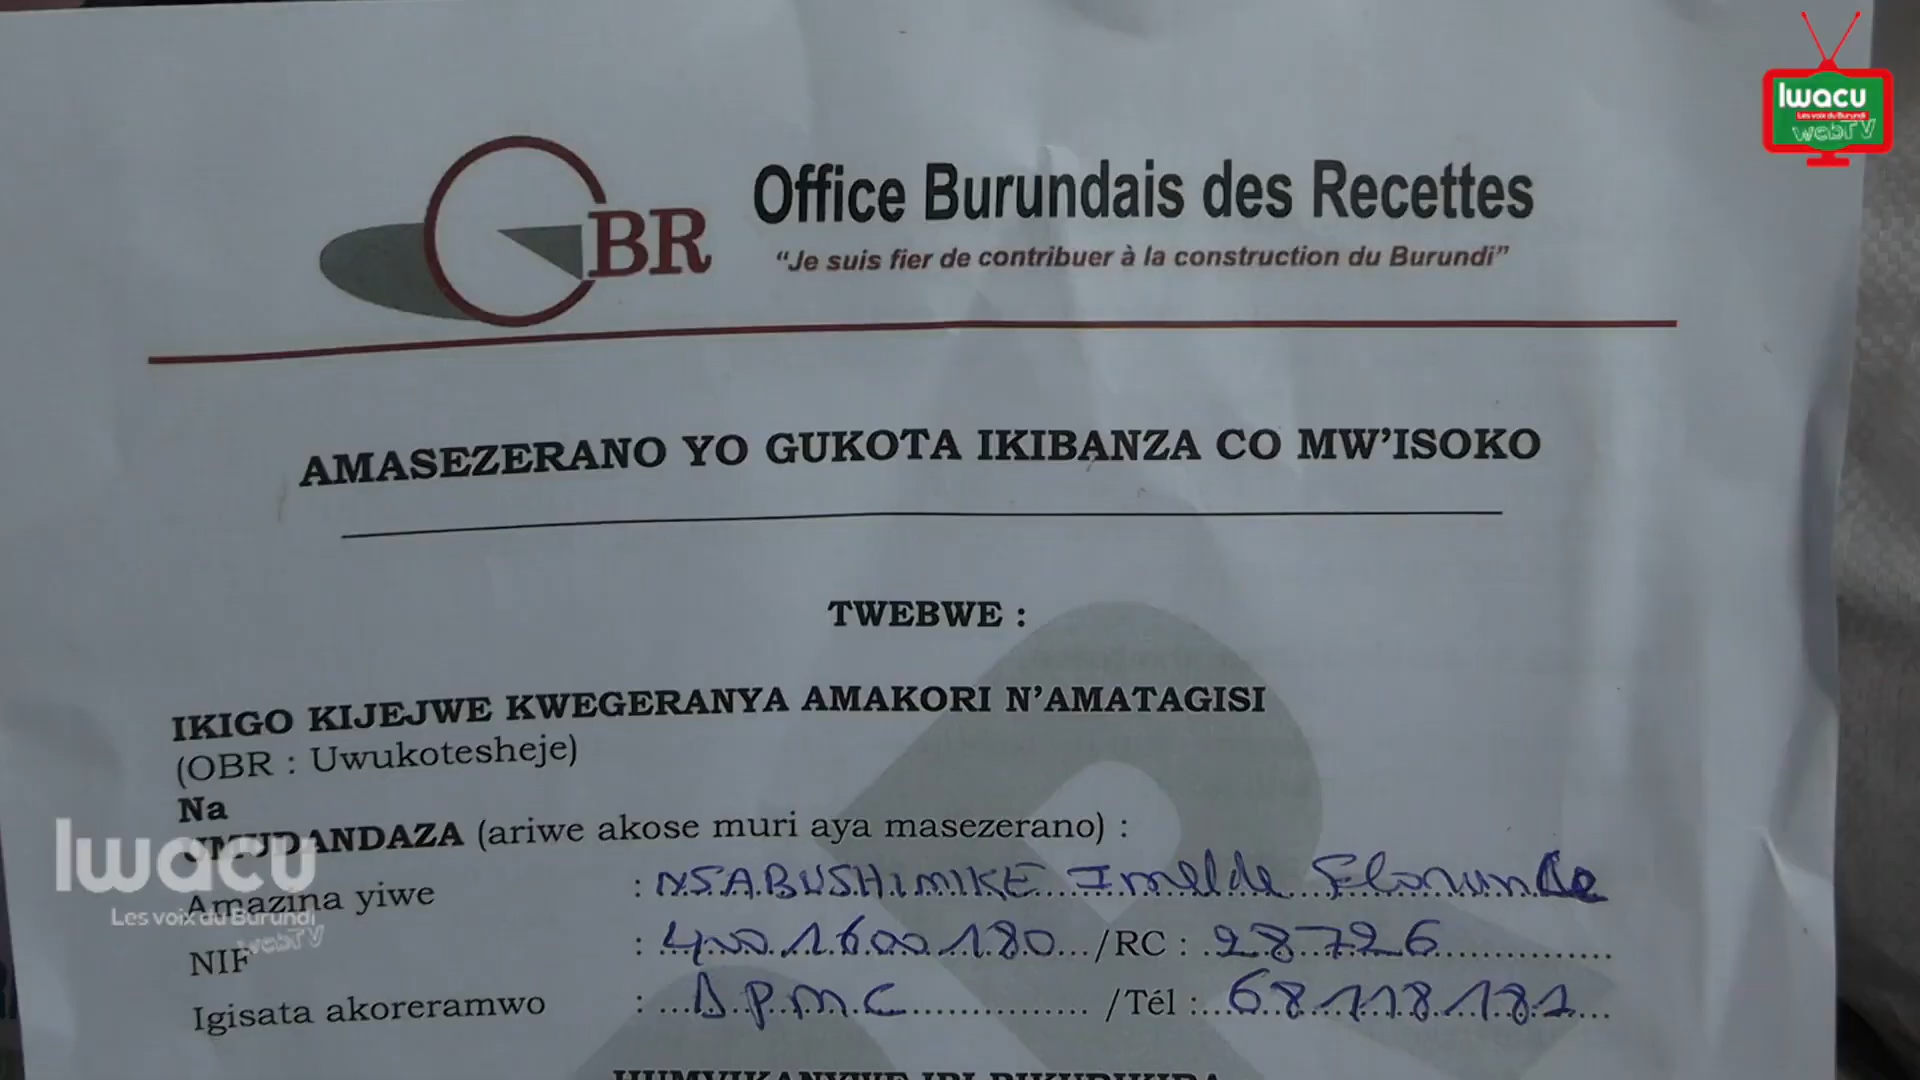 Iwacu
Les voix du Burundi
webTV
OBR
Office Burundais des Recettes
“Je suis fier de contribuer à la construction du Burundi”
AMASEZERANO YO GUKOTA IKIBANZA CO MW’ISOKO
TWEBWE :
IKIGO KIJEJWE KWEGERANYA AMAKORI N’AMATAGISI
(OBR : Uwukotesheje)
Na
UMUDANDAZA (ariwe akose muri aya masezerano) :
Amazina yiwe : NSABUSHIMIKE Imelde
NIF : 4001600180 /RC : 28726
Igisata akoreramwo : DPMC /Tél : 68118181
Iwacu
Les voix du Burundi
webTV